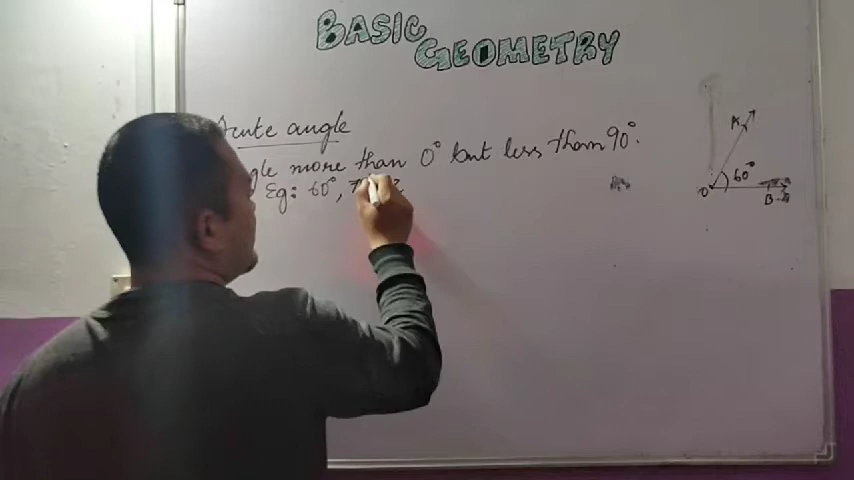 BASIC
GEOMETRY
Acute angle
gle more than 0° but less than 90°.
Eg: 60°,
A
60°
O
B